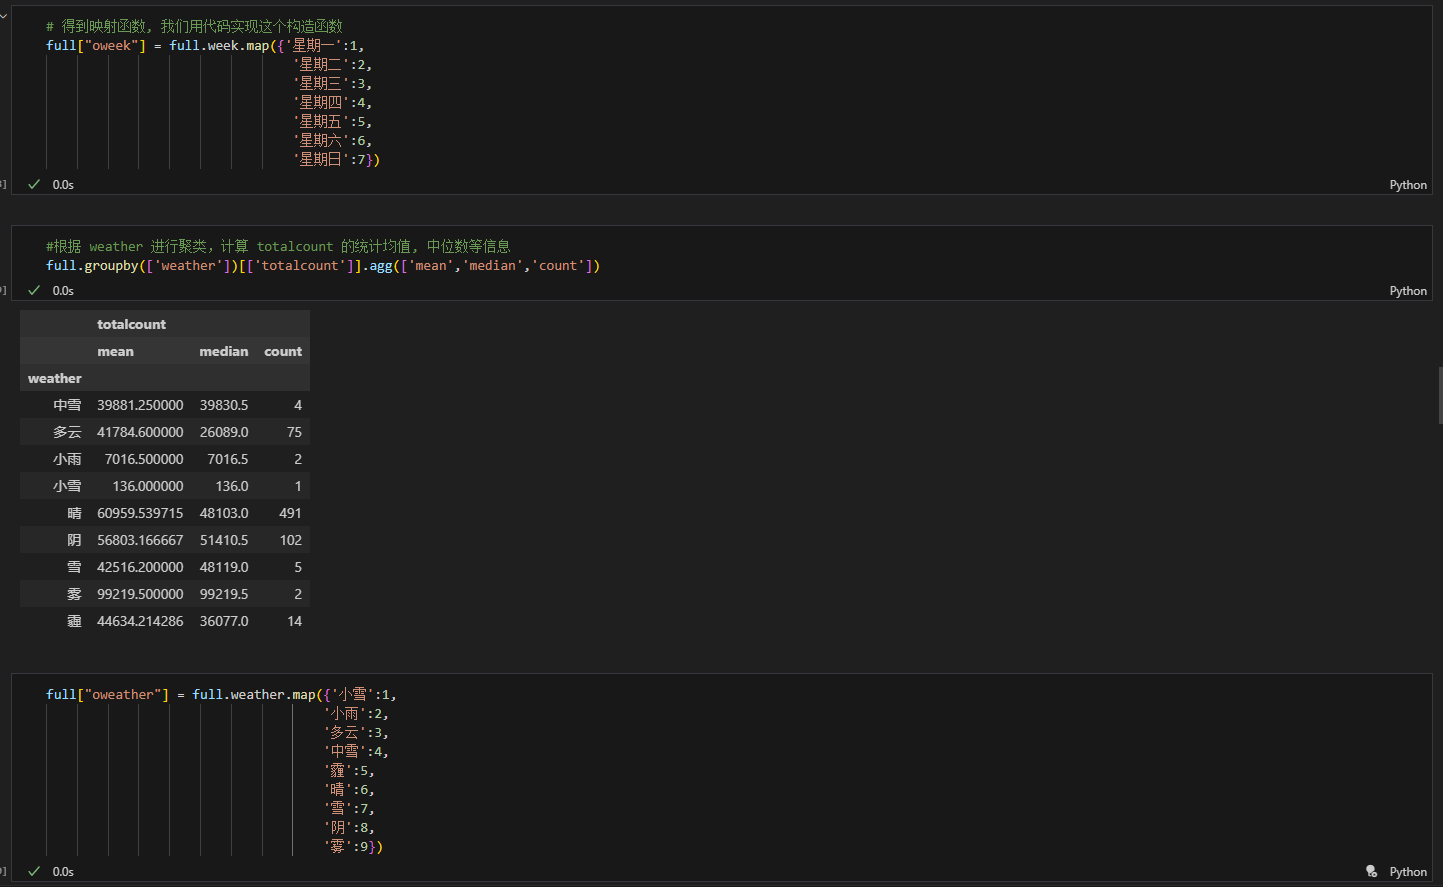 # 得到映射函数, 我们用代码实现这个构造函数
full["oweek"] = full.week.map({'星期一':1,
'星期二':2,
'星期三':3,
'星期四':4,
'星期五':5,
'星期六':6,
'星期日':7})
0.0s Python
#根据 weather 进行聚类，计算 totalcount 的统计均值, 中位数等信息
full.groupby(['weather'])[['totalcount']].agg(['mean','median','count'])
0.0s Python
totalcount
mean median count
weather
中雪 39881.250000 39830.5 4
多云 41784.600000 26089.0 75
小雨 7016.500000 7016.5 2
小雪 136.000000 136.0 1
晴 60959.539715 48103.0 491
阴 56803.166667 51410.5 102
雪 42516.200000 48119.0 5
雾 99219.500000 99219.5 2
霾 44634.214286 36077.0 14
full["oweather"] = full.weather.map({'小雪':1,
'小雨':2,
'多云':3,
'中雪':4,
'霾':5,
'晴':6,
'雪':7,
'阴':8,
'雾':9})
0.0s Python